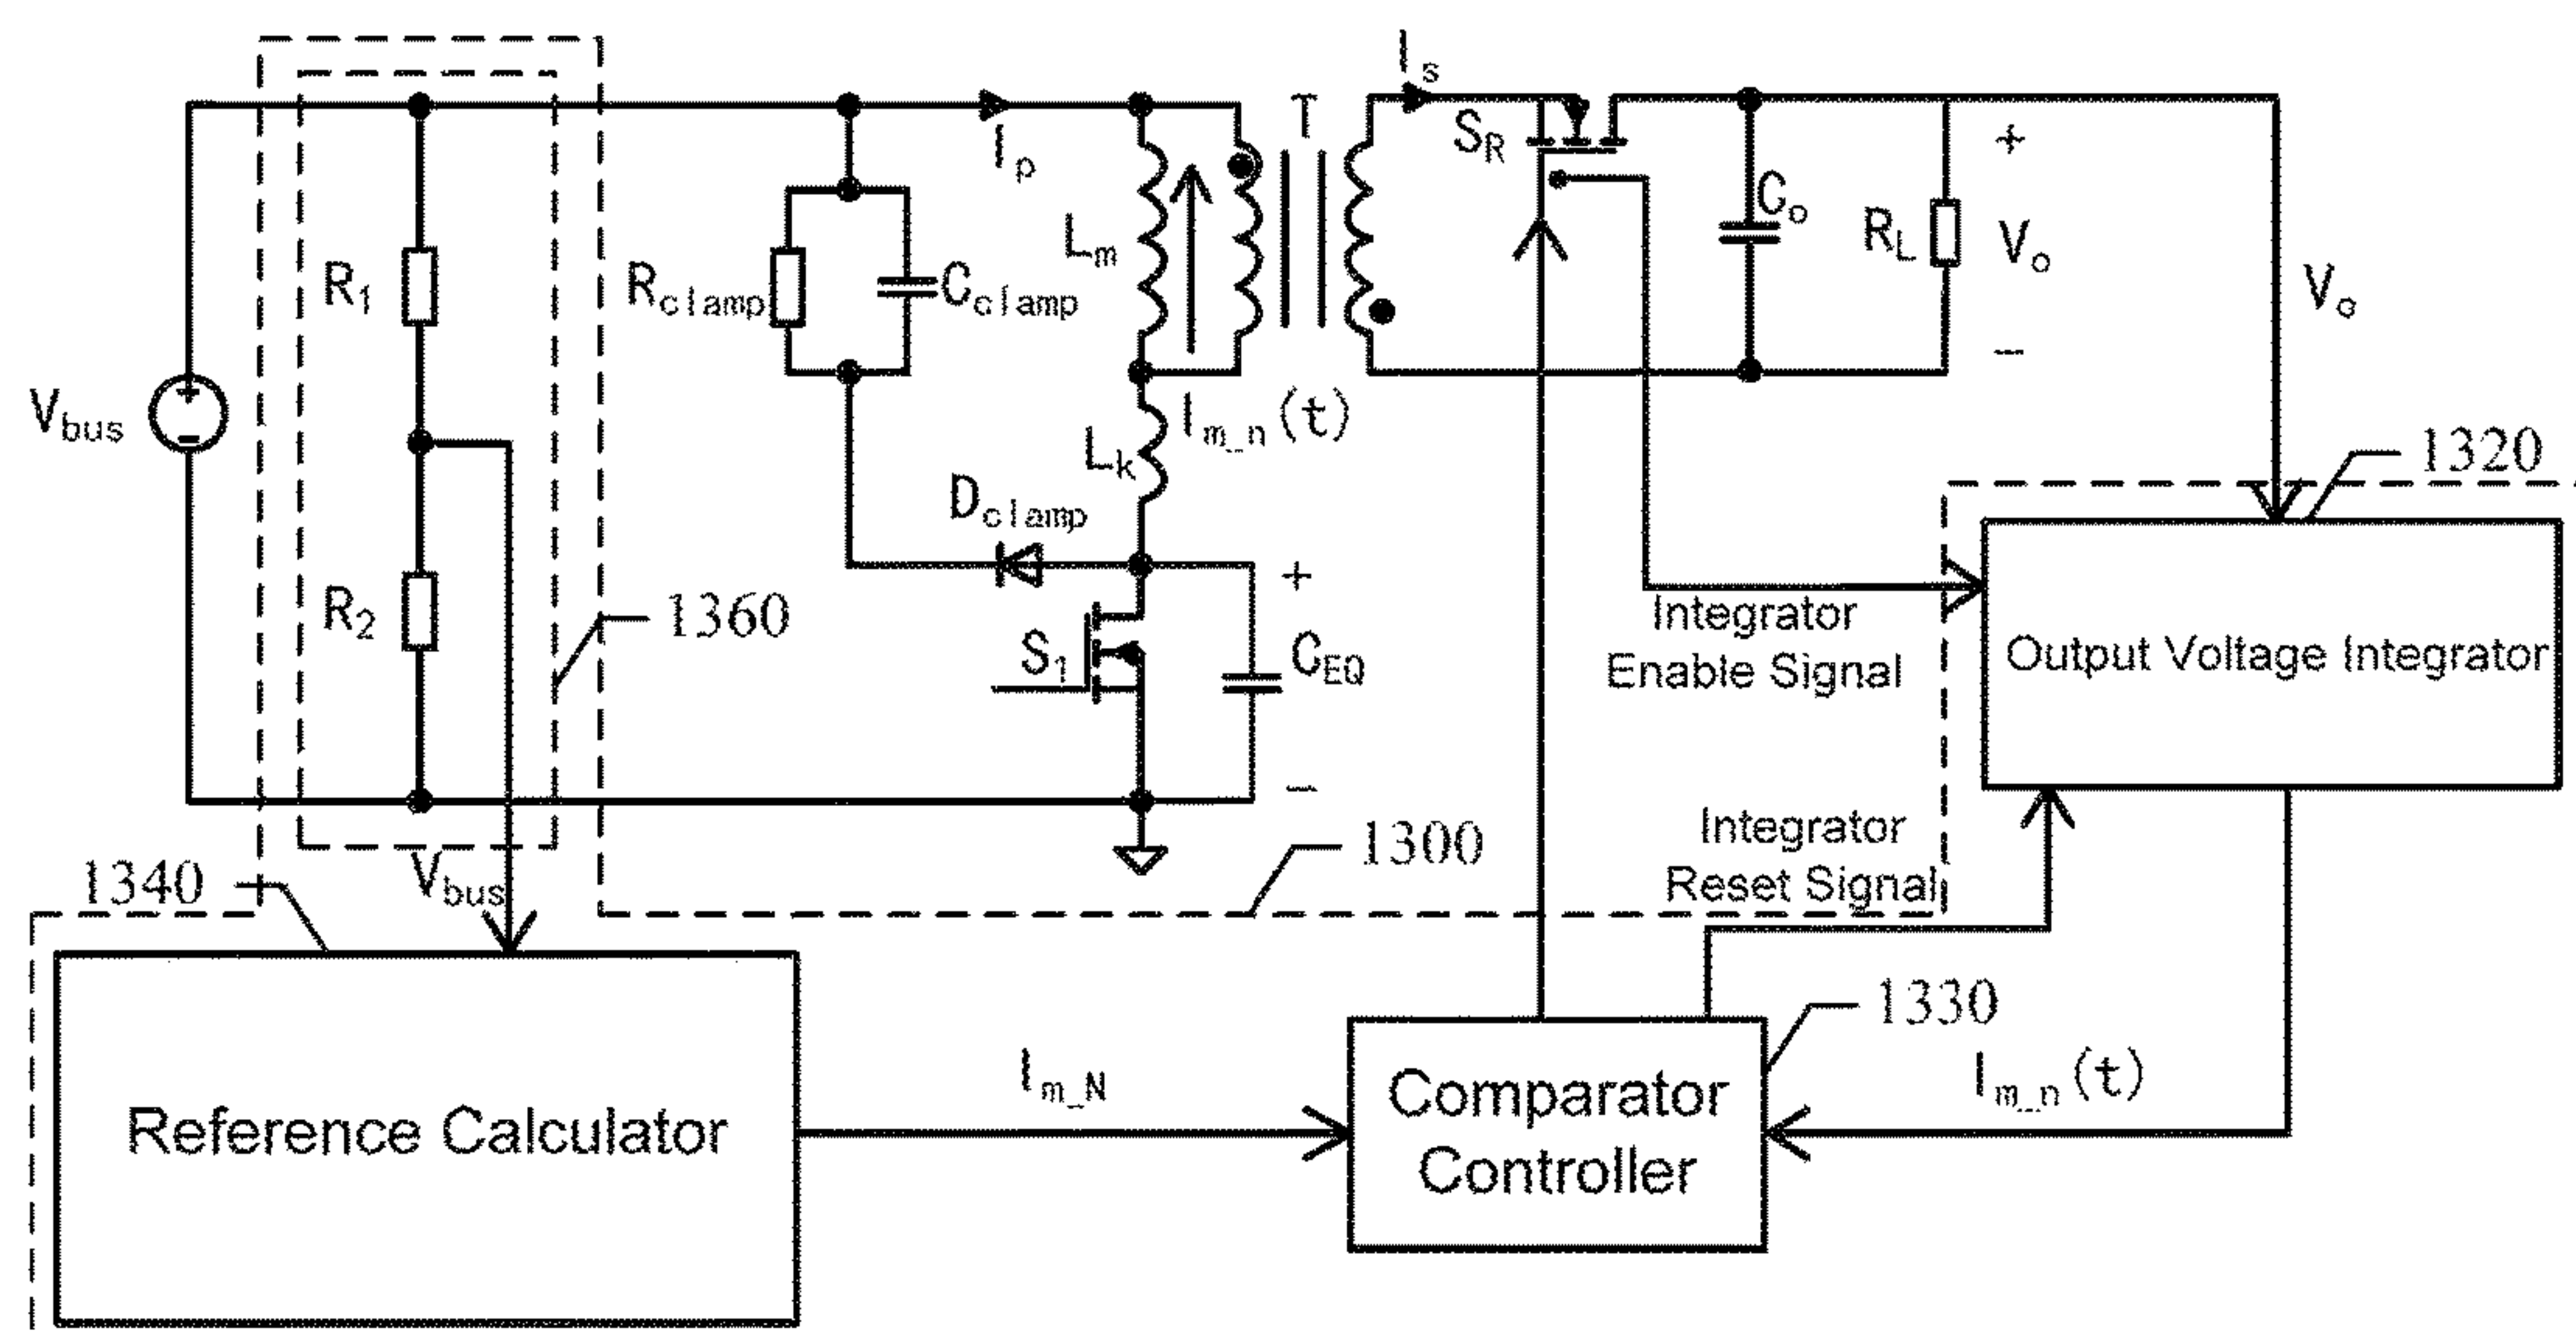 I_s
T
I_p
S_R
+
C_o
R_L
V_o
−
V_o
L_m
R_1
R_clamp
C_clamp
V_bus
+
-
I_m_n(t)
L_k
1320
D_clamp
+
R_2
1360
S_1
C_EQ
−
Integrator
Enable Signal
Output Voltage Integrator
Integrator
Reset Signal
1300
1340
V_bus
1330
I_m_N
Comparator
Controller
I_m_n(t)
Reference Calculator